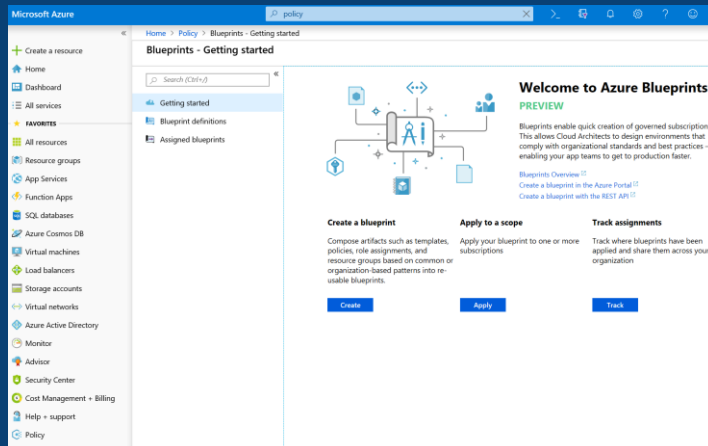 Microsoft Azure
policy
Home > Policy > Blueprints - Getting started
Blueprints - Getting started
Create a resource
Home
Dashboard
All services
FAVORITES
All resources
Resource groups
App Services
Function Apps
SQL databases
Azure Cosmos DB
Virtual machines
Load balancers
Storage accounts
Virtual networks
Azure Active Directory
Monitor
Advisor
Security Center
Cost Management + Billing
Help + support
Policy
Search (Ctrl+/)
Getting started
Blueprint definitions
Assigned blueprints
Welcome to Azure Blueprints
PREVIEW
Blueprints enable quick creation of governed subscription
This allows Cloud Architects to design environments that
comply with organizational standards and best practices –
enabling your app teams to get to production faster.
Blueprints Overview
Create a blueprint in the Azure Portal
Create a blueprint with the REST API
Create a blueprint
Compose artifacts such as templates,
policies, role assignments, and
resource groups based on common or
organization-based patterns into re-
usable blueprints.
Create
Apply to a scope
Apply your blueprint to one or more
subscriptions
Apply
Track assignments
Track where blueprints have been
applied and share them across your
organization
Track